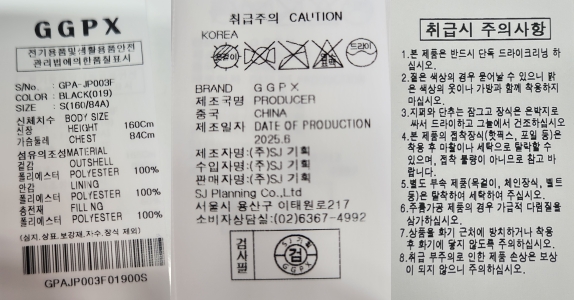 GGPX
전기용품및생활용품안전
관리법에의한품질표시
S/No. : GPA-JP003F
COLOR : BLACK(019)
SIZE : S(160/84A)
신체치수 BODY SIZE
신장 HEIGHT 160Cm
가슴둘레 CHEST 84Cm
섬유의조성MATERIAL
겉감 OUTSHELL
폴리에스터 POLYESTER 100%
안감 LINING
폴리에스터 POLYESTER 100%
충전재 FILLING
폴리에스터 POLYESTER 100%
(심지,상표,보강재,자수,장식 제외)
GPAJP003F01900S
취급주의 CAUTION
KOREA
드라이
BRAND GGPX
제조국명 PRODUCER
중국 CHINA
제조일자 DATE OF PRODUCTION
2025.6
제조자명:(주)SJ 기획
수입자명:(주)SJ 기획
판매자명:(주)SJ 기획
SJ Planning Co.,Ltd
서울시 용산구 이태원로217
소비자상담실:(02)6367-4992
검사필
SJ기획
검
GGPX
취급시 주의사항
1.본 제품은 반드시 단독 드라이크리닝 하
십시오.
2.짙은 색상의 경우 묻어날 수 있으니 밝
은 색상의 옷이나 가방과 함께 착용하지
마십시오.
3.지퍼와 단추는 잠그고 장식은 은박지로
싸서 드라이하고 그늘에서 건조하십시오
4.본 제품의 접착장식(핫픽스, 포일 등)은
착용 후 마찰이나 세탁으로 탈락할 수
있으며, 접착 불량이 아니므로 참고 바
랍니다.
5.별도 부속 제품(목걸이, 체인장식, 벨트
등)은 탈착하여 세탁하여 주십시오.
6.주름가공 제품의 경우 가급적 다림질을
삼가하십시오.
7.상품을 화기 근처에 방치하거나 착용
후 화기에 닿지 않도록 주의하십시오.
8.취급 부주의로 인한 제품 손상은 보상
이 되지 않으니 주의하십시오.